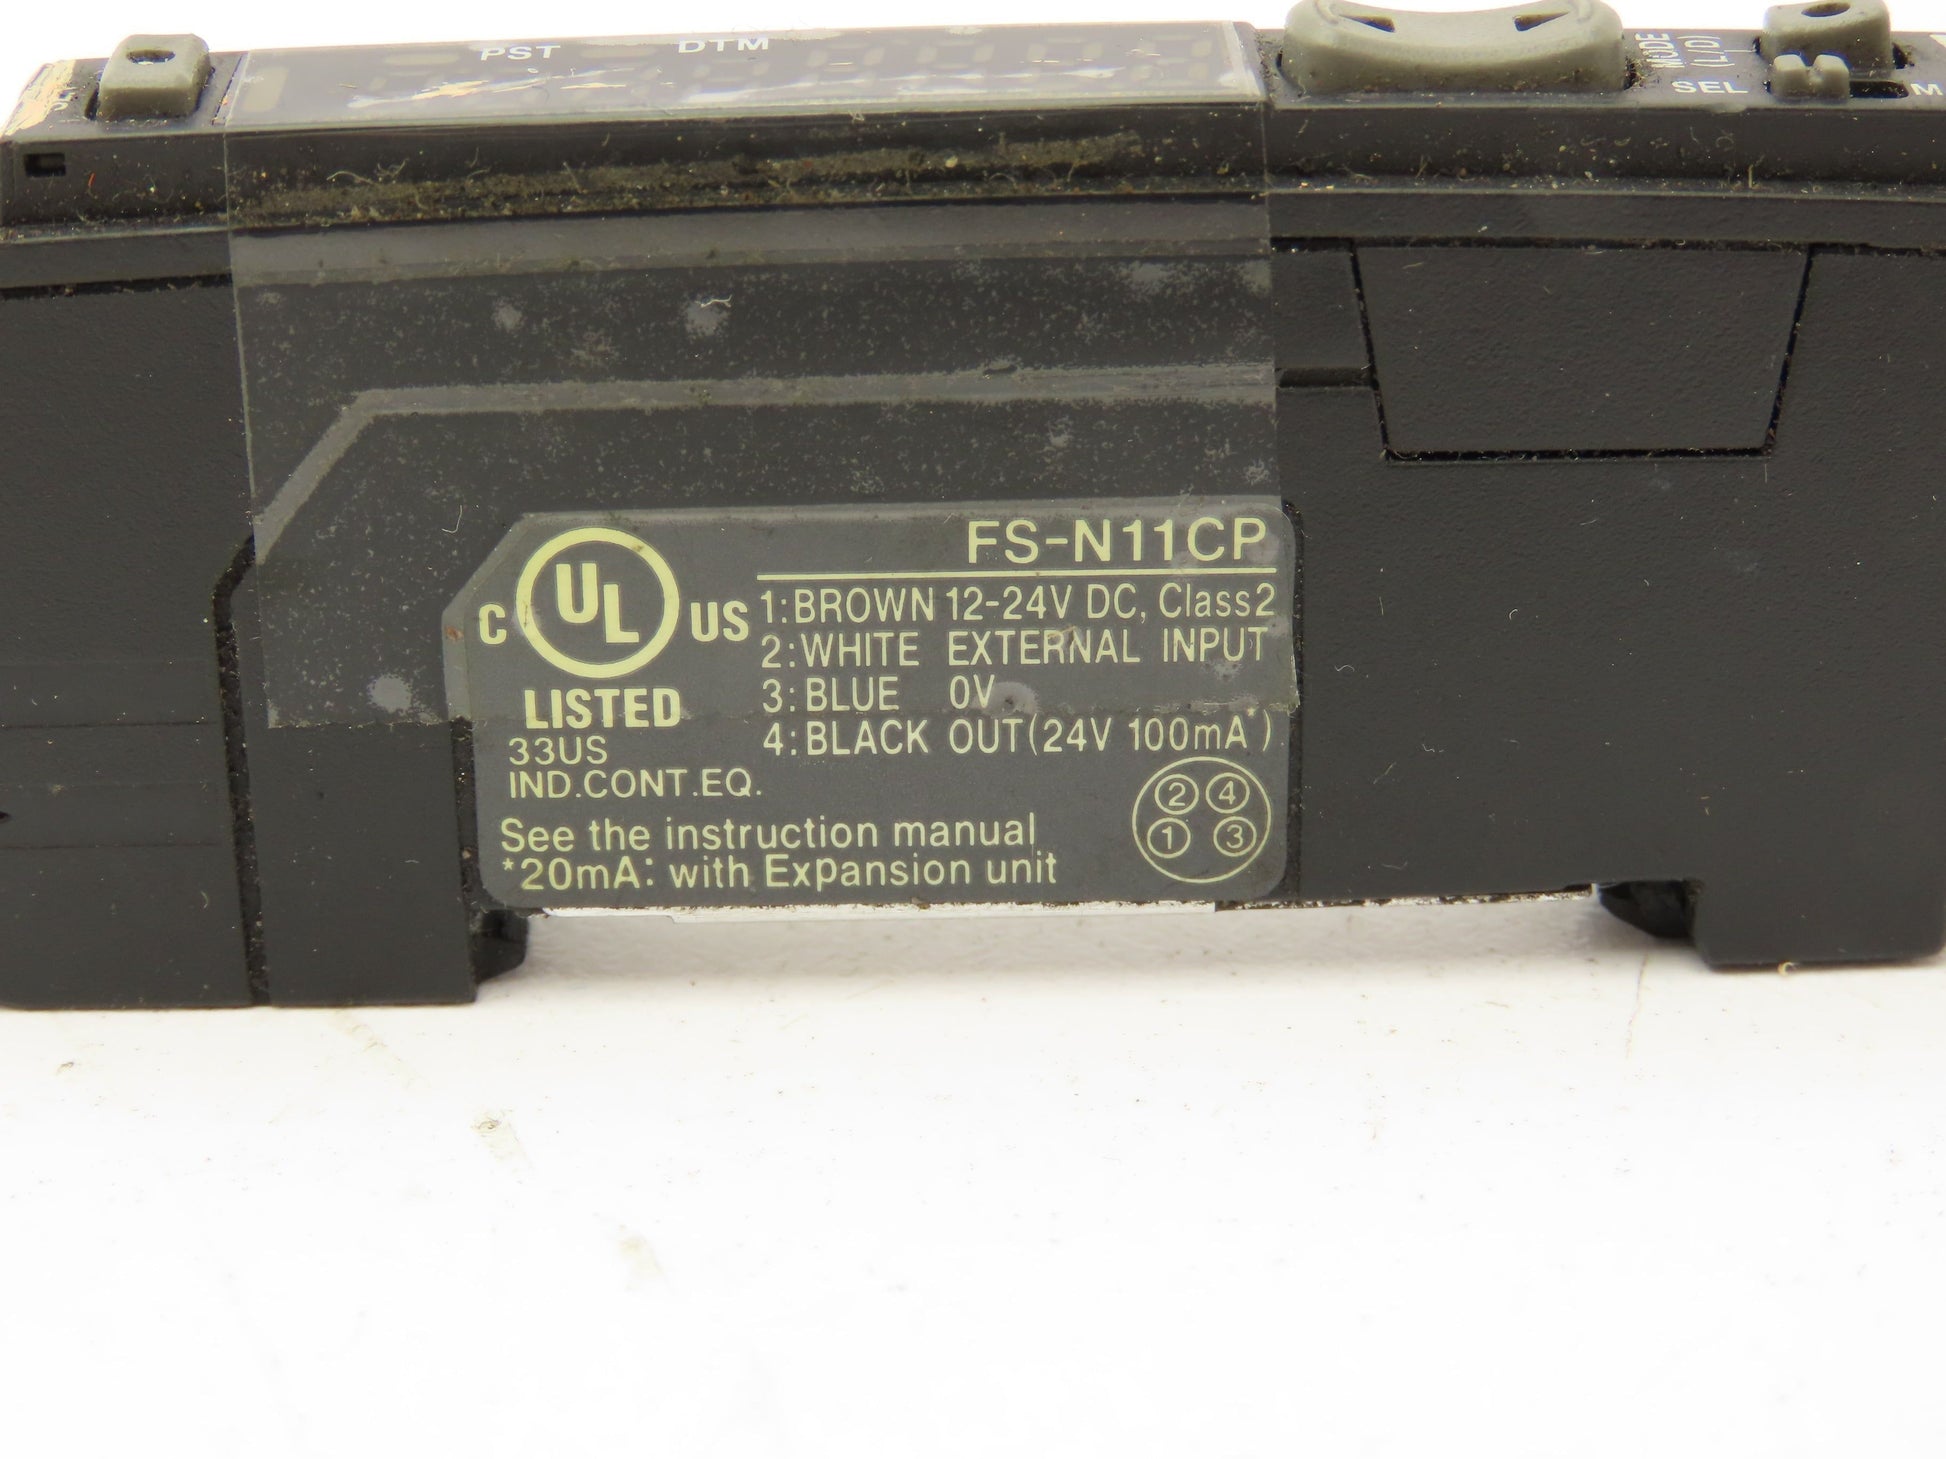 PST DTM
MODE
(L/D)
SEL
M
FS-N11CP
C UL US
LISTED
33US
IND.CONT.EQ.
1:BROWN 12-24V DC, Class2
2:WHITE EXTERNAL INPUT
3:BLUE 0V
4:BLACK OUT(24V 100mA*)
See the instruction manual
*20mA: with Expansion unit
2 4
1 3